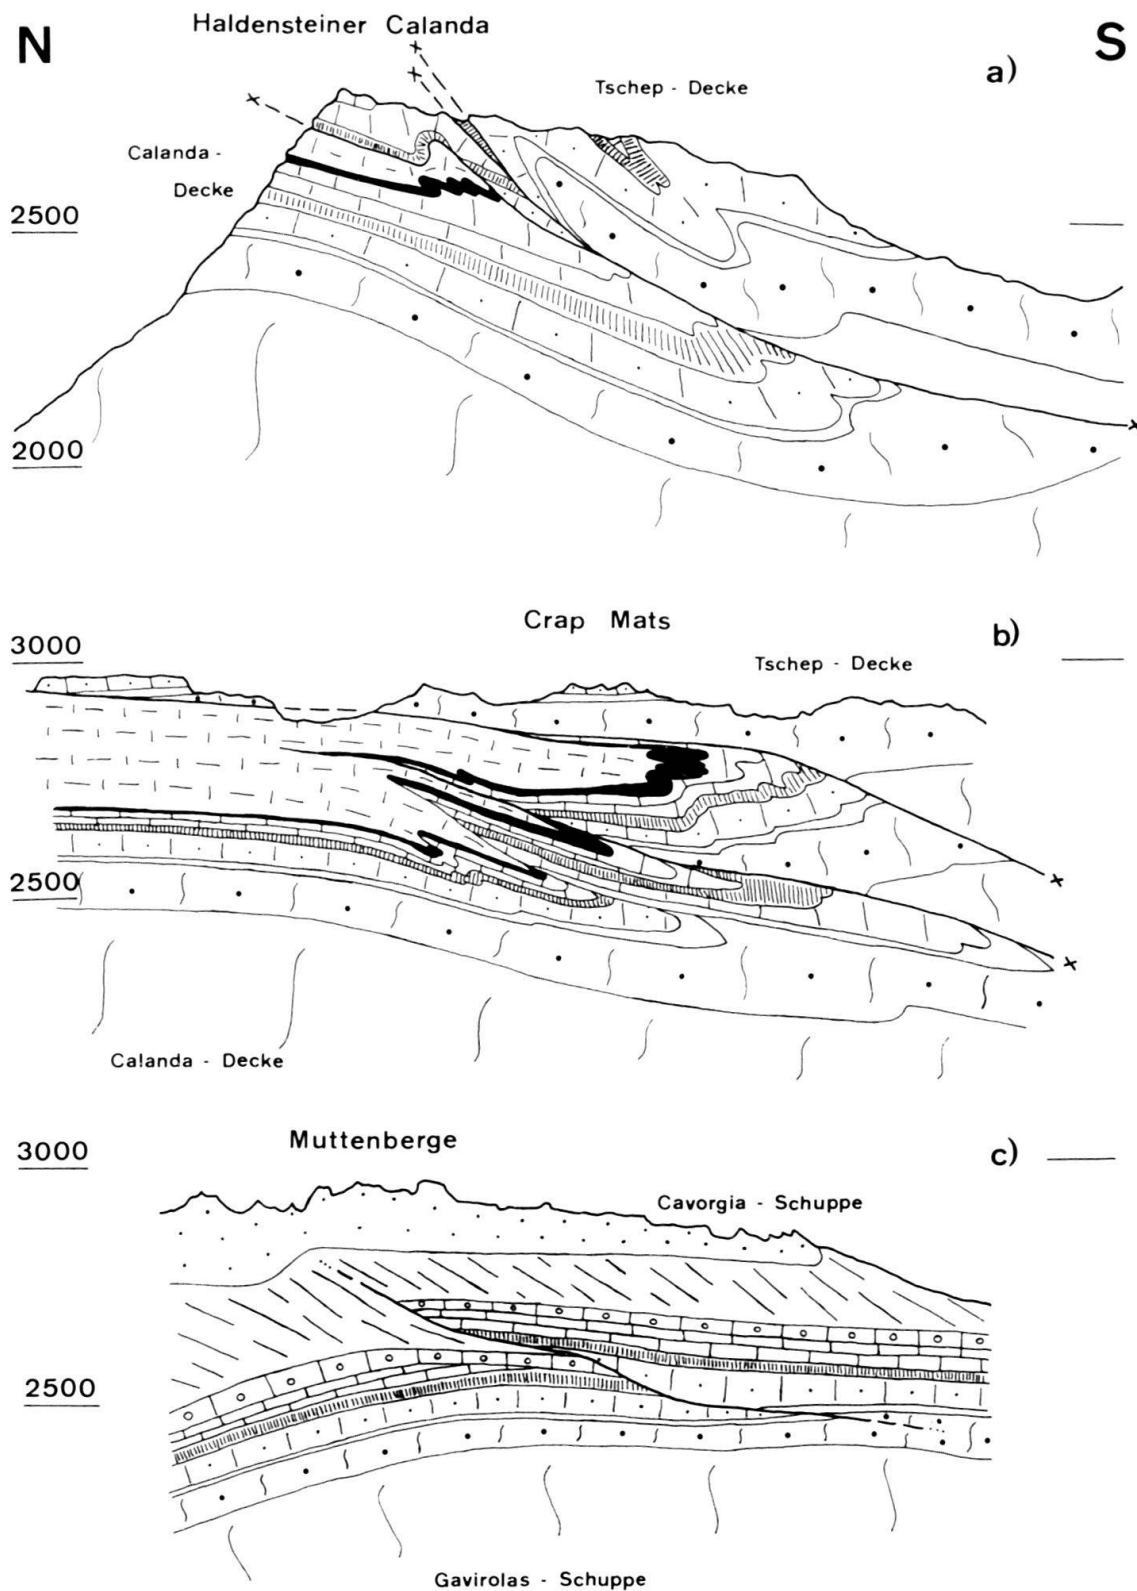 N
Haldensteiner Calanda
S
a)
Tschep - Decke
Calanda -
Decke
2500
2000
Crap Mats
b)
3000
Tschep - Decke
2500
Calanda - Decke
Muttenberge
c)
3000
Cavorgia - Schuppe
2500
Gavirolas - Schuppe